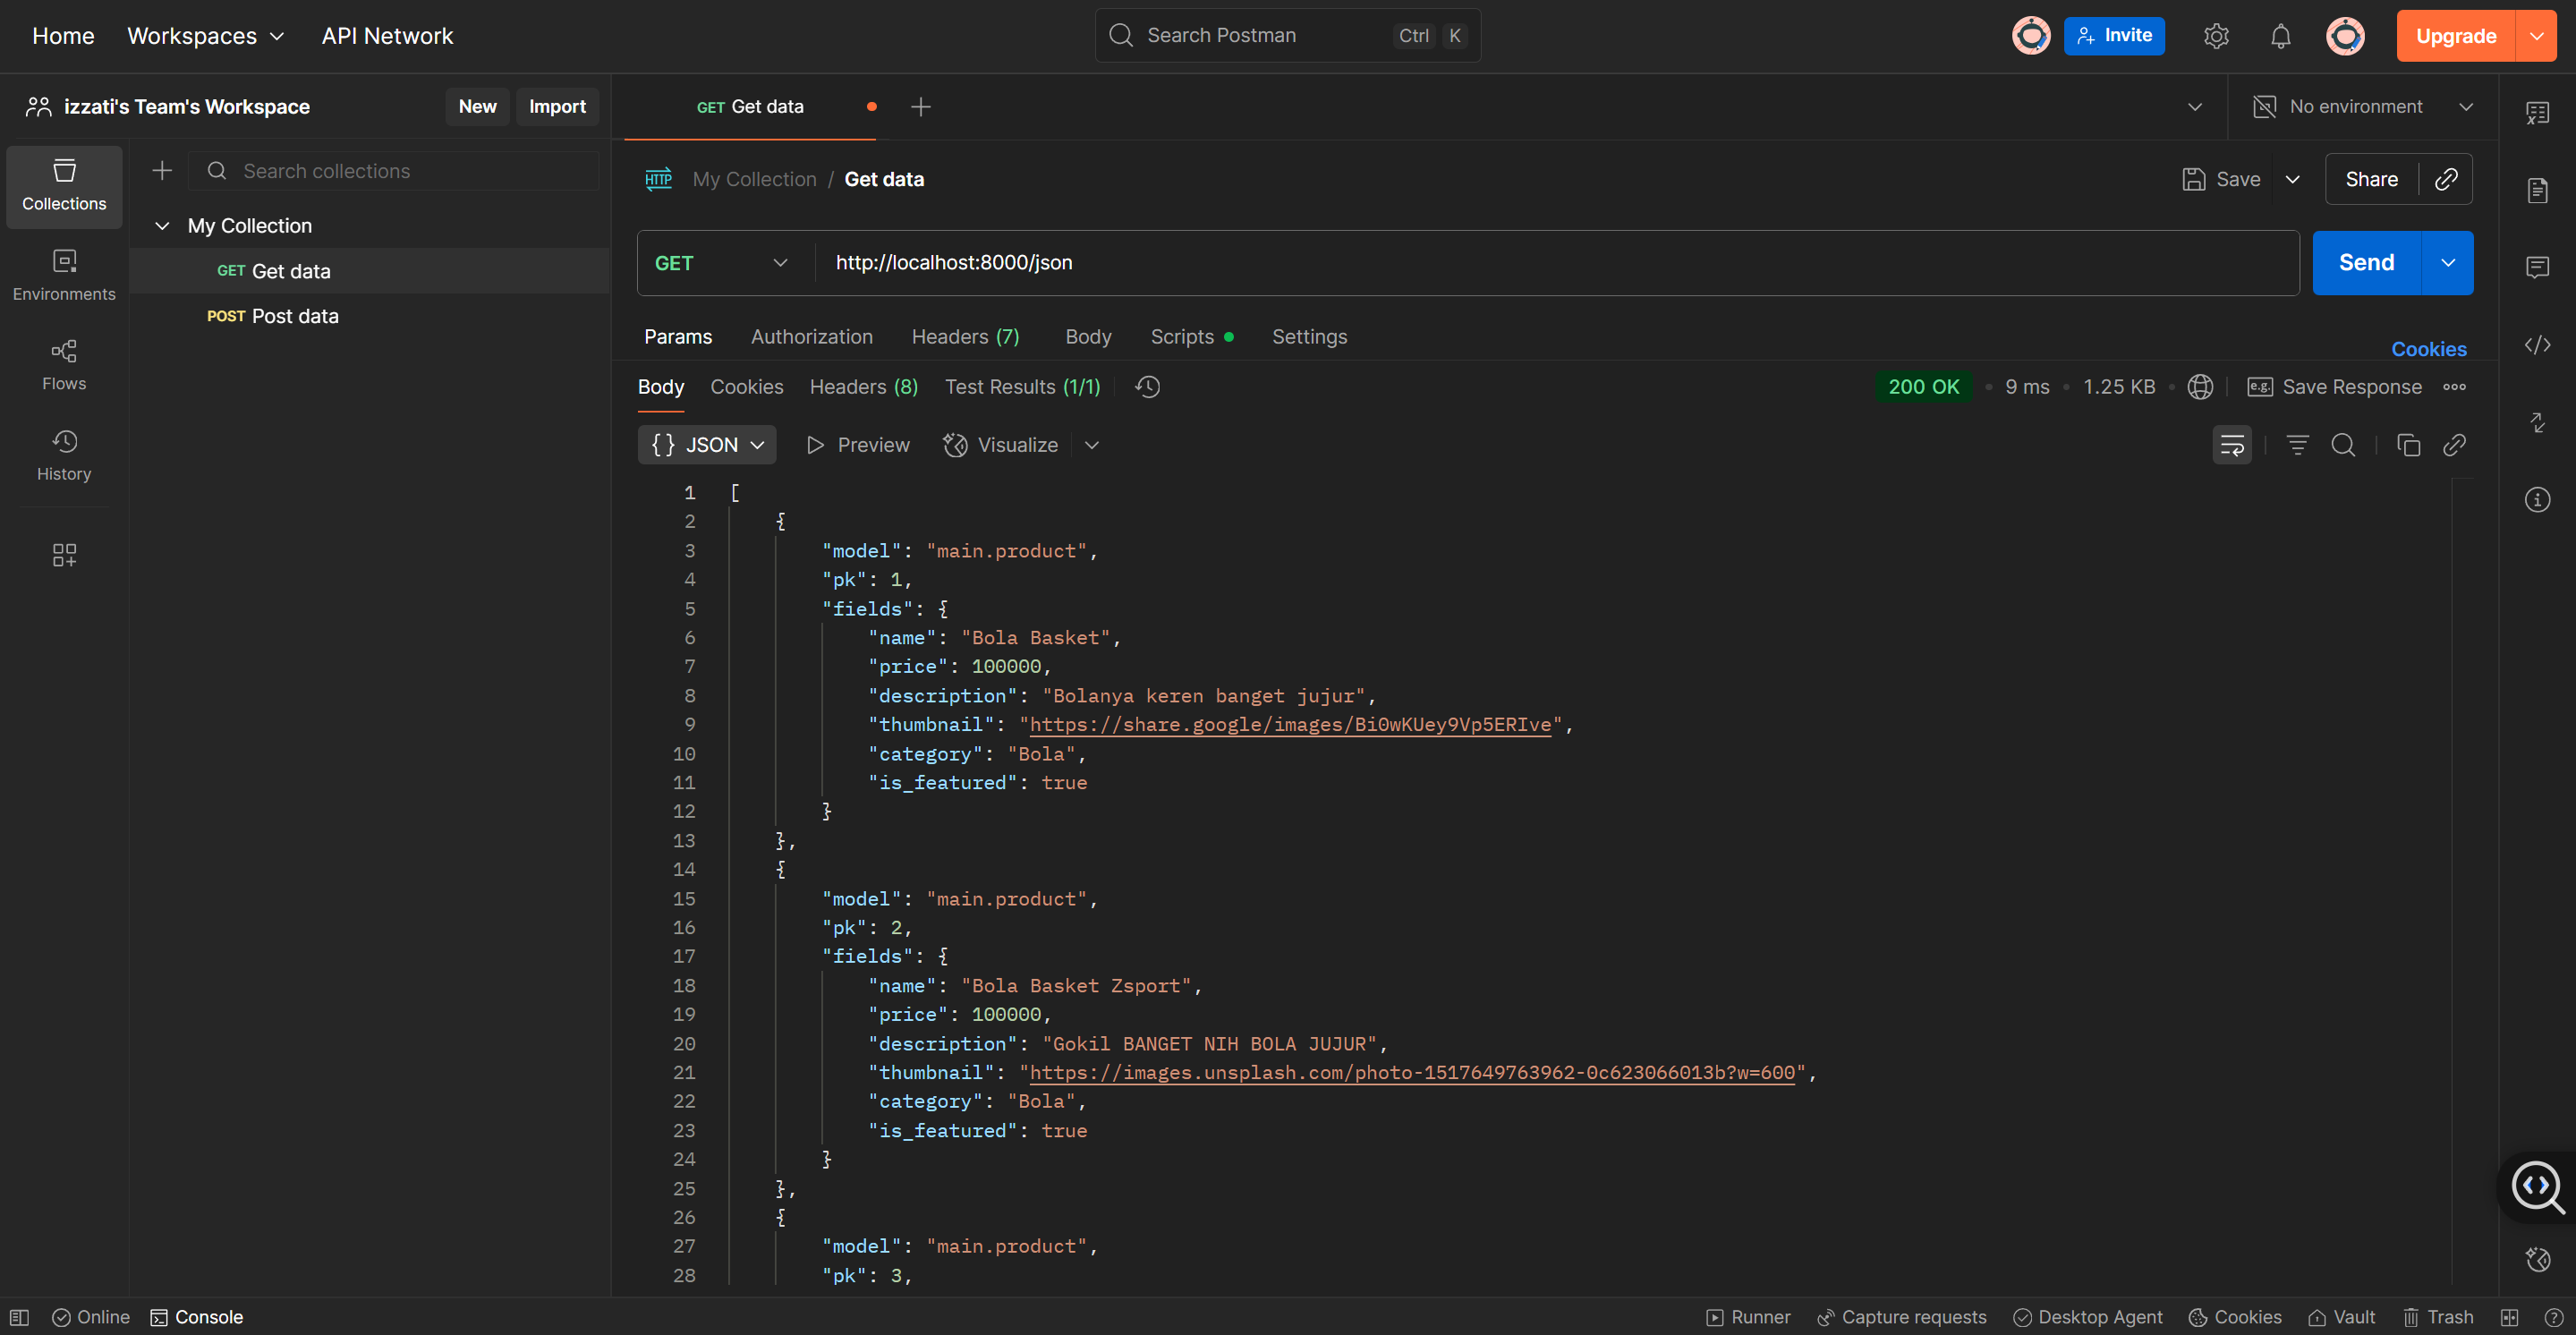 Home Workspaces API Network Search Postman Ctrl K Invite Upgrade
izzati's Team's Workspace New Import GET Get data No environment
Collections
Environments
Flows
History
Search collections
My Collection
GET Get data
POST Post data
HTTP My Collection / Get data Save Share
GET http://localhost:8000/json Send
Params Authorization Headers (7) Body Scripts Settings Cookies
Body Cookies Headers (8) Test Results (1/1) 200 OK 9 ms 1.25 KB e.g. Save Response
{} JSON Preview Visualize
1 [
2 {
3 "model": "main.product",
4 "pk": 1,
5 "fields": {
6 "name": "Bola Basket",
7 "price": 100000,
8 "description": "Bolanya keren banget jujur",
9 "thumbnail": "https://share.google/images/Bi0wKUey9Vp5ERIve",
10 "category": "Bola",
11 "is_featured": true
12 }
13 },
14 {
15 "model": "main.product",
16 "pk": 2,
17 "fields": {
18 "name": "Bola Basket Zsport",
19 "price": 100000,
20 "description": "Gokil BANGET NIH BOLA JUJUR",
21 "thumbnail": "https://images.unsplash.com/photo-1517649763962-0c623066013b?w=600",
22 "category": "Bola",
23 "is_featured": true
24 }
25 },
26 {
27 "model": "main.product",
28 "pk": 3,
Online Console Runner Capture requests Desktop Agent Cookies Vault Trash